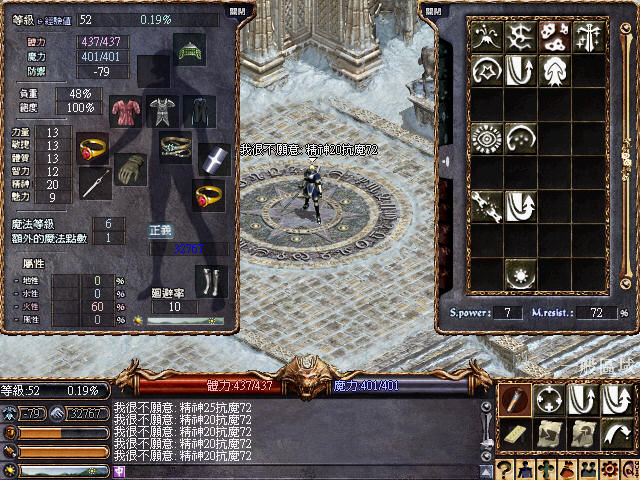 關閉
等級 & 經驗值 52 0.19%
體力 437/437
魔力 401/401
防禦 -79
負重 48%
飽度 100%
力量 13
敏捷 13
體質 13
智力 12
精神 20
魅力 9
魔法等級 6
額外的魔法點數 1
正義
32767
屬性
地性 0 %
水性 0 %
火性 60 %
風性 0 %
迴避率
10
我很不願意: 精神20抗魔72
關閉
S.power: 7 M.resist.: 72 %
一般區域
等級:52 0.19%
體力:437/437
魔力:401/401
-79 32767
我很不願意: 精神25抗魔72
我很不願意: 精神20抗魔72
我很不願意: 精神20抗魔72
我很不願意: 精神20抗魔72
我很不願意: 精神20抗魔72
中